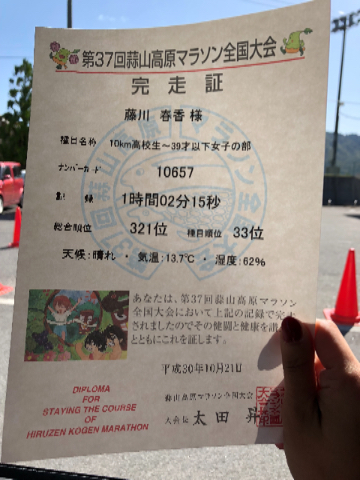 第37回蒜山高原マラソン全国大会
完走証
藤川 春香 様
種目名称 10km高校生~39才以下女子の部
ナンバーカード 10657
記録 1時間02分15秒
総合順位 321位 種目順位 33位
天候:晴れ・気温:13.7℃・湿度:62%
あなたは、第37回蒜山高原マラソン
全国大会において上記の記録で完走
されましたのでその健闘と健康を讃
とともにこれを証します。
平成30年10月21日
DIPLOMA
FOR
STAYING THE COURSE
OF
HIRUZEN KOGEN MARATHON
蒜山高原マラソン全国大会
大会長 太田 昇